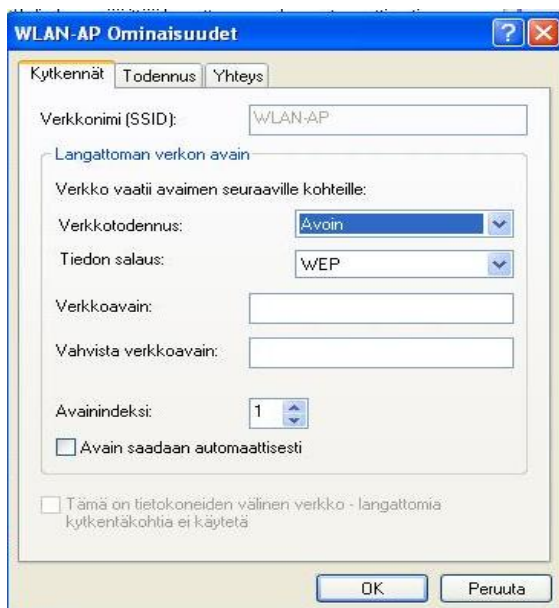 WLAN-AP Ominaisuudet
Kytkennät Todennus Yhteys
Verkkonimi (SSID): WLAN-AP
Langattoman verkon avain
Verkko vaatii avaimen seuraaville kohteille:
Verkkotodennus: Avoin
Tiedon salaus: WEP
Verkkoavain:
Vahvista verkkoavain:
Avainindeksi: 1
Avain saadaan automaattisesti
Tämä on tietokoneiden välinen verkko - langattomia
kytkentäkohtia ei käytetä
OK Peruuta